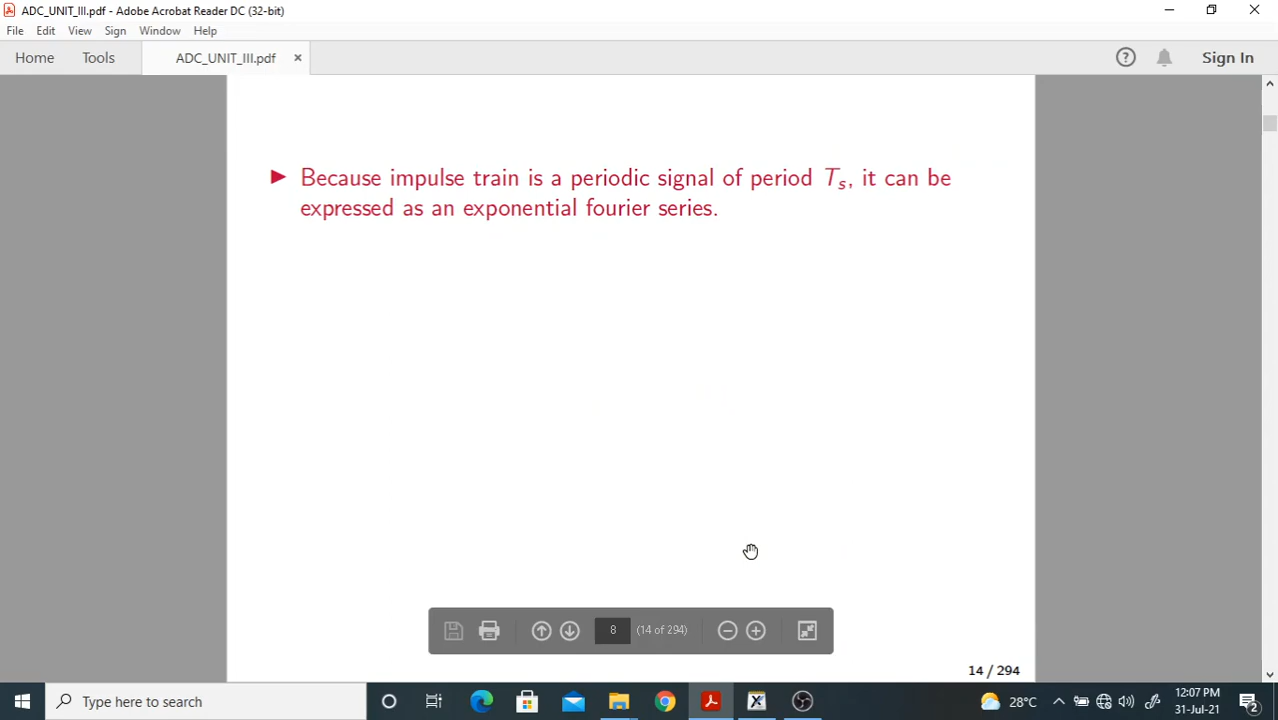 ADC_UNIT_III.pdf - Adobe Acrobat Reader DC (32-bit)
File Edit View Sign Window Help
Home Tools ADC_UNIT_III.pdf × Sign In
▶ Because impulse train is a periodic signal of period Ts, it can be
expressed as an exponential fourier series.
8 (14 of 294)
14 / 294
Type here to search
28°C
12:07 PM
31-Jul-21
2